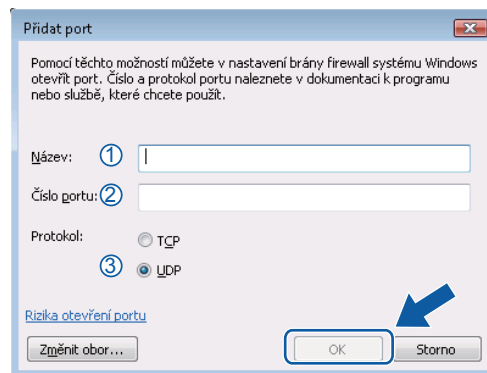 Přidat port
Pomocí těchto možností můžete v nastavení brány firewall systému Windows
otevřít port. Číslo a protokol portu naleznete v dokumentaci k programu
nebo službě, které chcete použít.
Název: ①
Číslo portu: ②
Protokol: TCP
③ UDP
Rizika otevření portu
Změnit obor... OK Storno